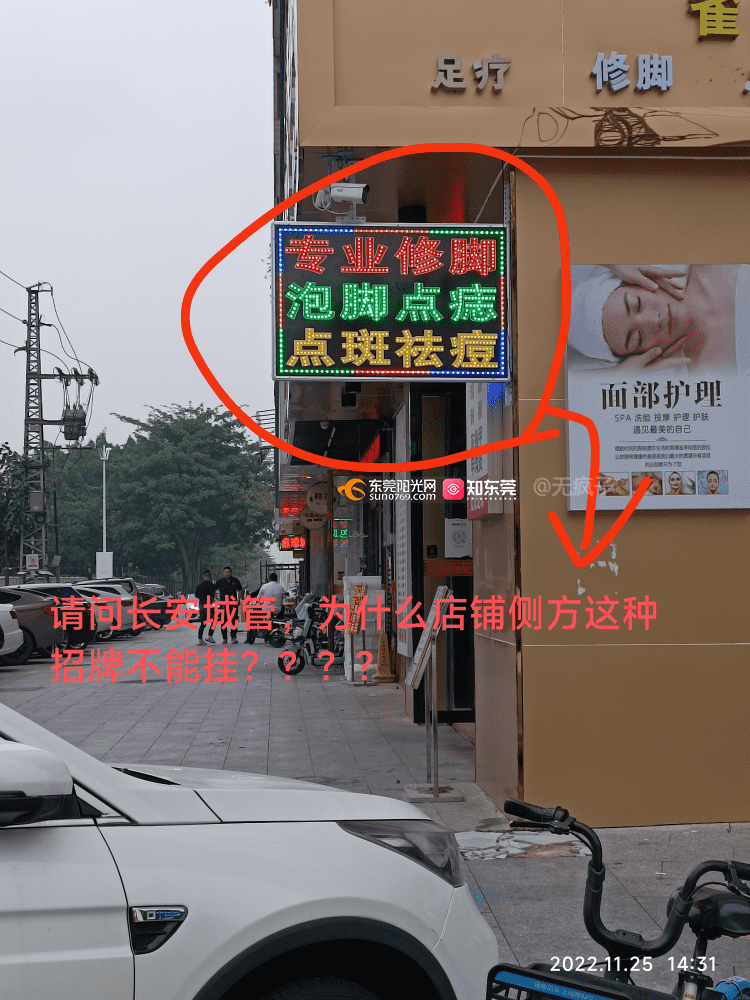 雀
足疗 修脚
专业修脚
泡脚点痣
点斑祛痘
面部护理
SPA 洗脸 按摩 护理 护肤
遇见最美的自己
东莞阳光网
sun0769.com
知东莞
@无疯
请问长安城管，为什么店铺侧方这种
招牌不能挂？？？？
2022.11.25 14:31